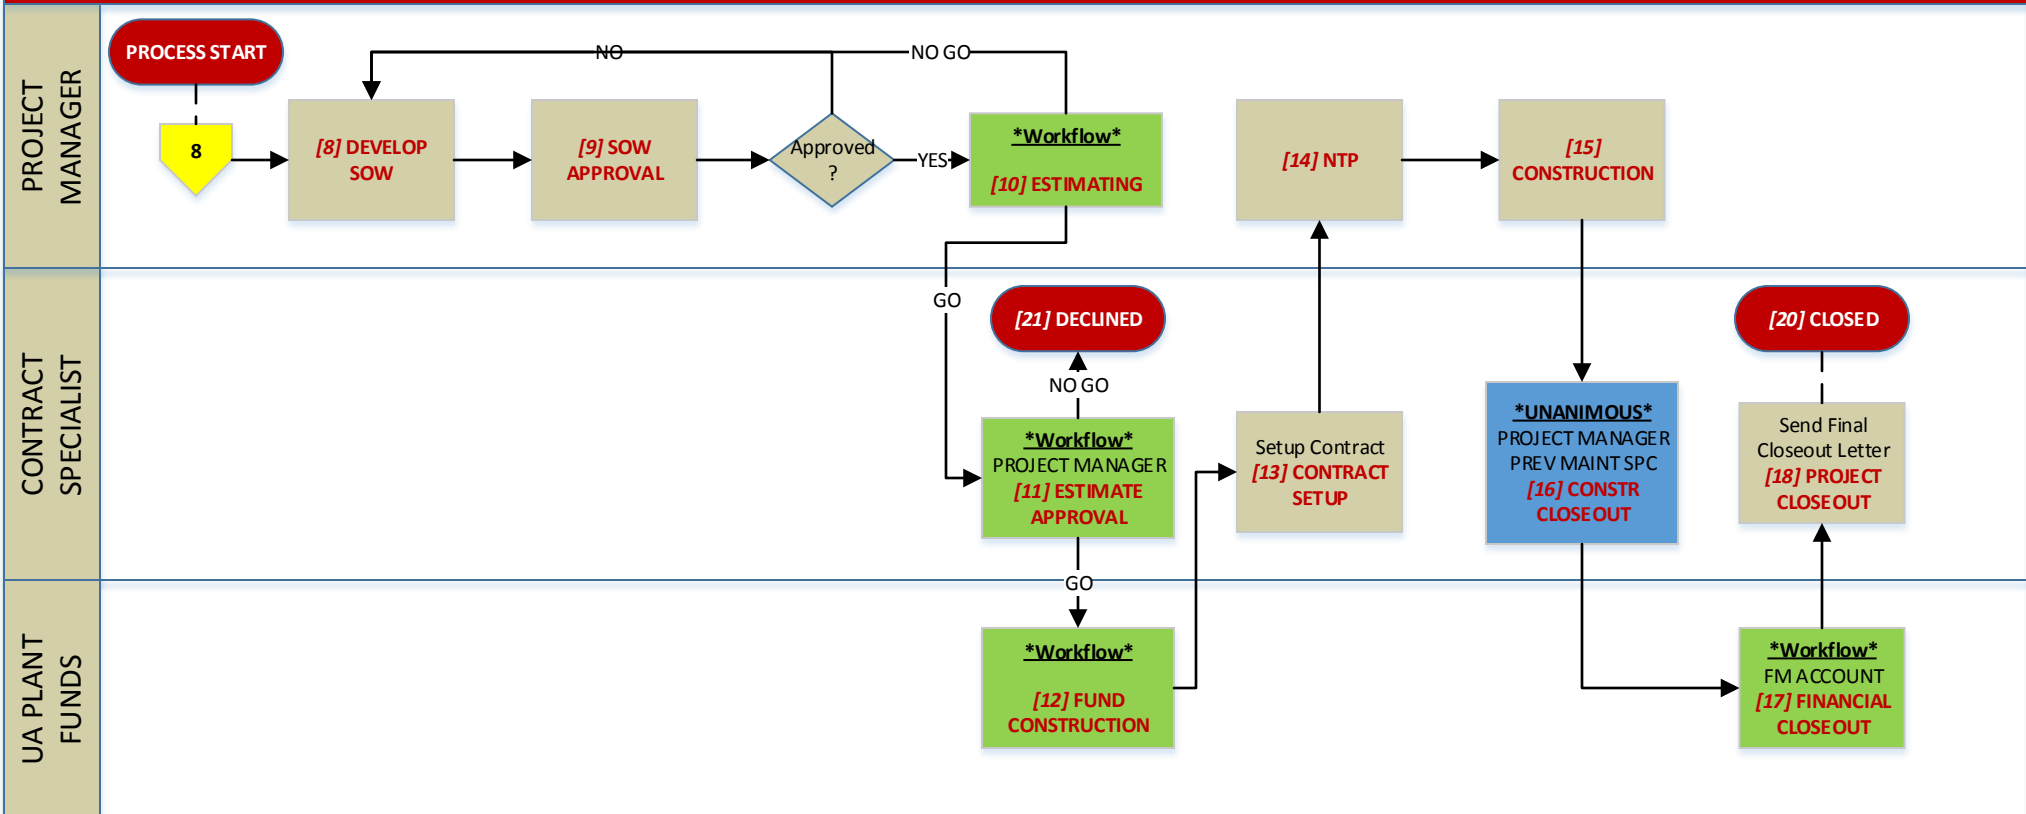 PROJECT
MANAGER
PROCESS START
8
[8] DEVELOP
SOW
[9] SOW
APPROVAL
NO
Approved
?
YES
NO GO
*Workflow*
[10] ESTIMATING
[14] NTP
[15]
CONSTRUCTION
CONTRACT
SPECIALIST
GO
[21] DECLINED
NO GO
*Workflow*
PROJECT MANAGER
[11] ESTIMATE
APPROVAL
GO
Setup Contract
[13] CONTRACT
SETUP
*UNANIMOUS*
PROJECT MANAGER
PREV MAINT SPC
[16] CONSTR
CLOSEOUT
[20] CLOSED
Send Final
Closeout Letter
[18] PROJECT
CLOSEOUT
UA PLANT
FUNDS
*Workflow*
[12] FUND
CONSTRUCTION
*Workflow*
FM ACCOUNT
[17] FINANCIAL
CLOSEOUT